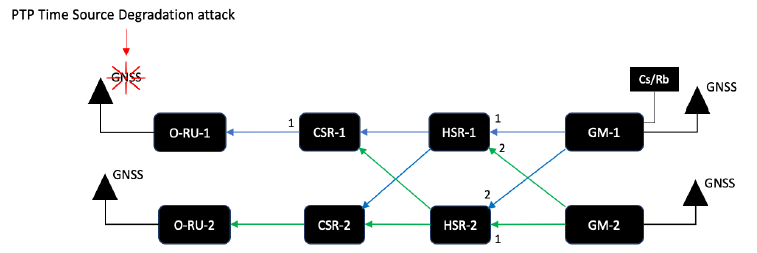 PTP Time Source Degradation attack
GNSS
Cs/Rb
GNSS
O-RU-1
1
CSR-1
HSR-1
1
2
GM-1
GNSS
GNSS
O-RU-2
CSR-2
2
HSR-2
1
GM-2